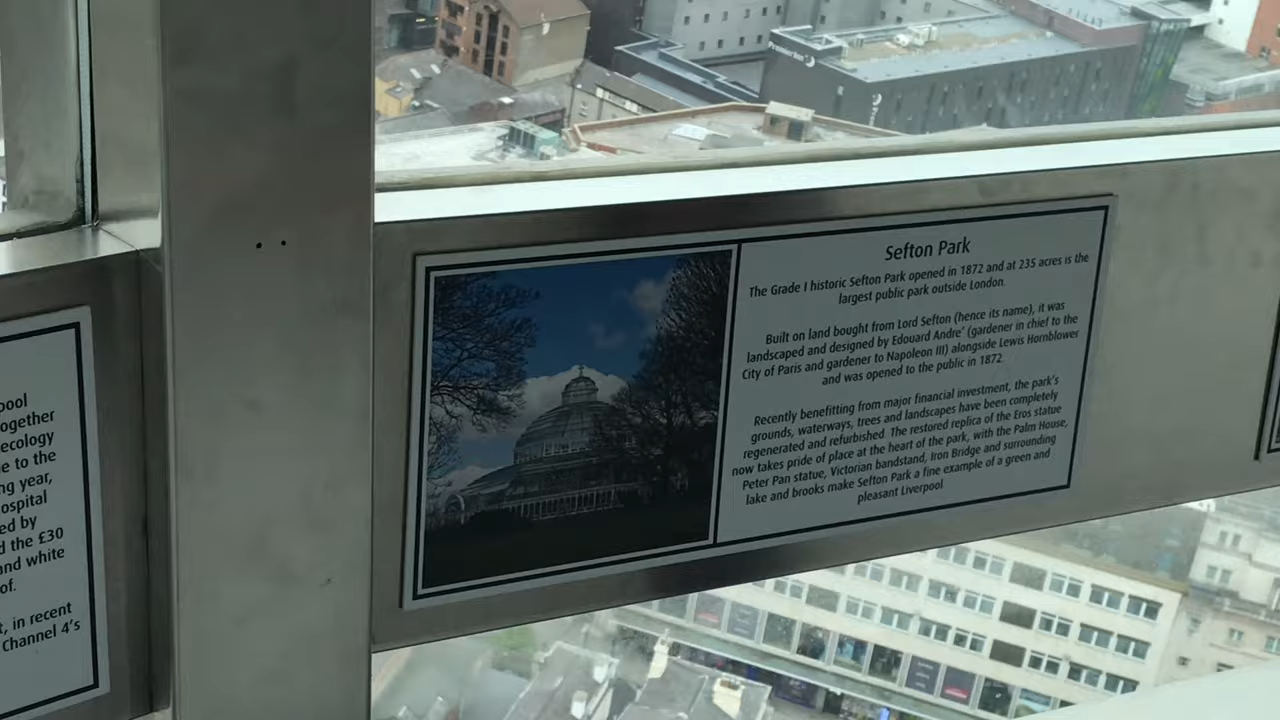 Premier Inn
Sefton Park
The Grade I historic Sefton Park opened in 1872 and at 235 acres is the
largest public park outside London.
Built on land bought from Lord Sefton (hence its name), it was
landscaped and designed by Edouard Andre' (gardener in chief to the
City of Paris and gardener to Napoleon III) alongside Lewis Hornblower
and was opened to the public in 1872.
Recently benefitting from major financial investment, the park's
grounds, waterways, trees and landscapes have been completely
regenerated and refurbished. The restored replica of the Eros statue
now takes pride of place at the heart of the park, with the Palm House,
Peter Pan statue, Victorian bandstand, Iron Bridge and surrounding
lake and brooks make Sefton Park a fine example of a green and
pleasant Liverpool
pool
ogether
ecology
e to the
ng year,
ospital
ed by
d the £30
and white
of.
t, in recent
Channel 4's